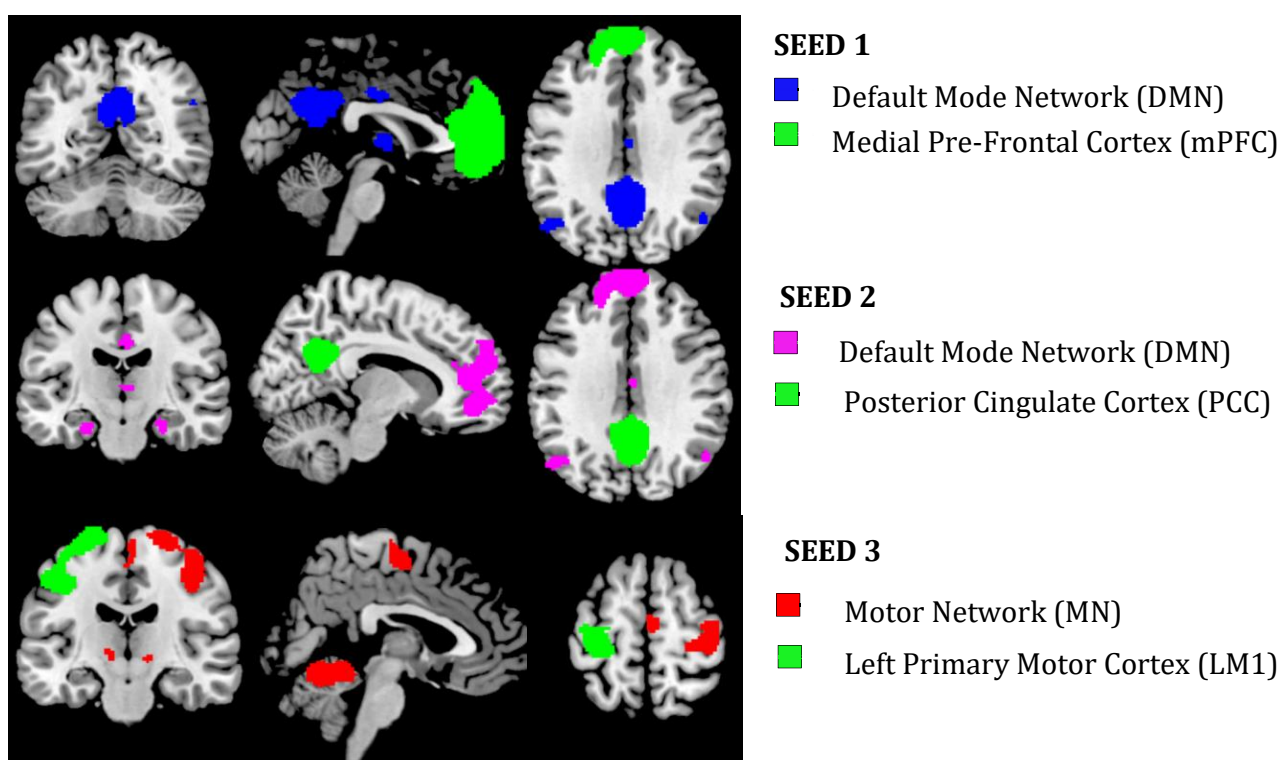 SEED 1
Default Mode Network (DMN)
Medial Pre-Frontal Cortex (mPFC)
SEED 2
Default Mode Network (DMN)
Posterior Cingulate Cortex (PCC)
SEED 3
Motor Network (MN)
Left Primary Motor Cortex (LM1)